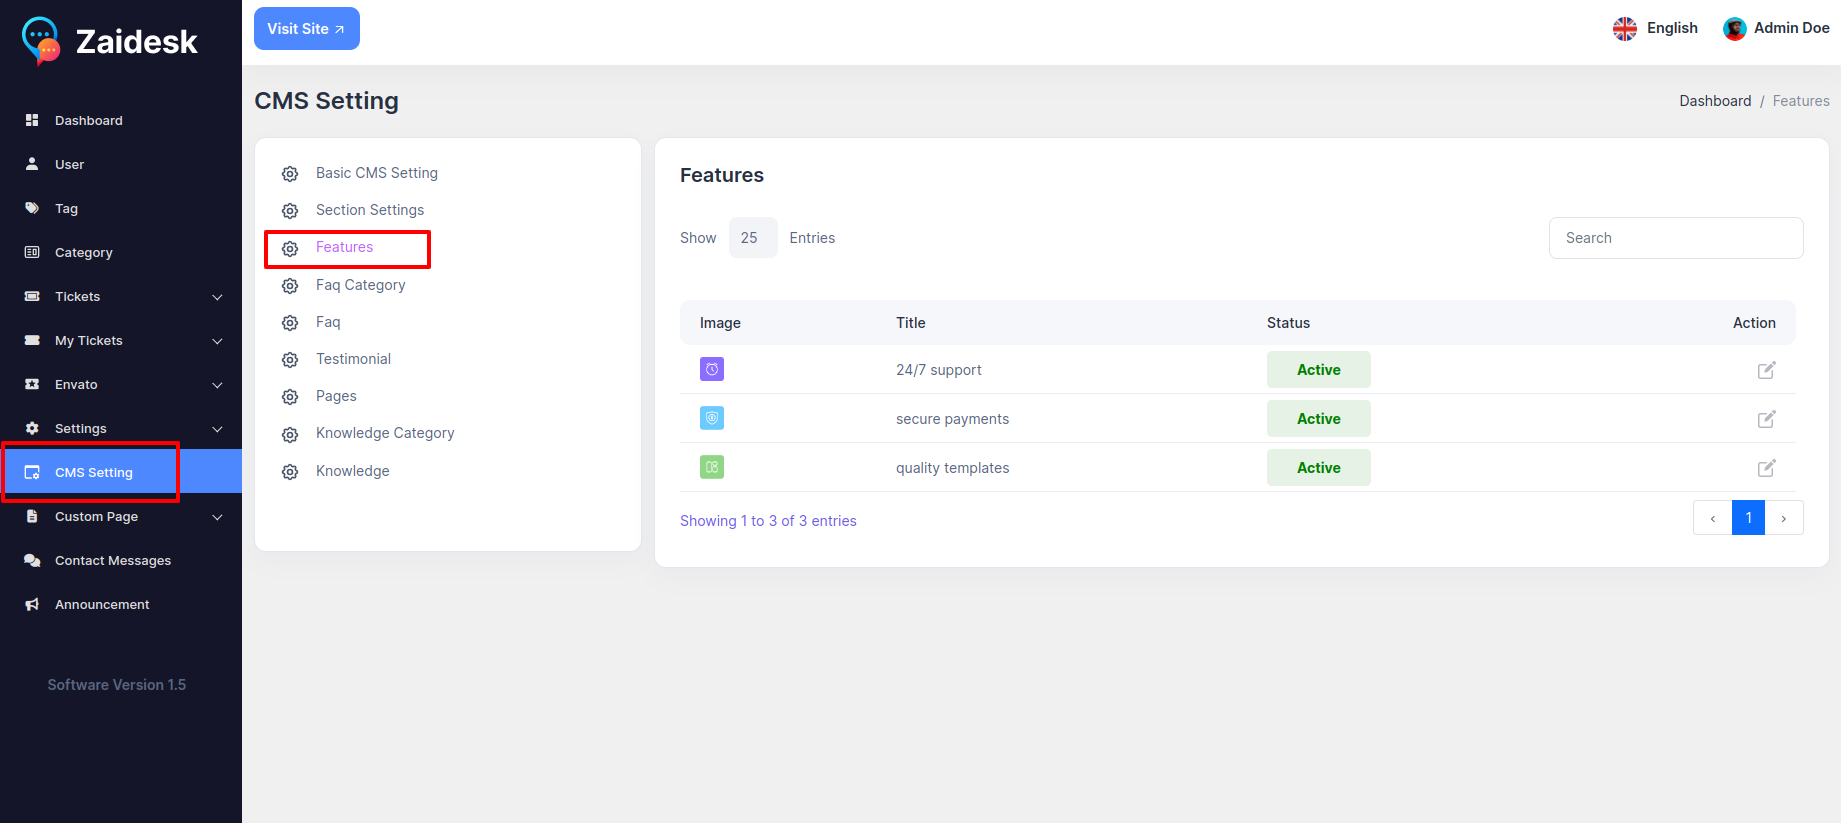 Zaidesk
Visit Site
English
Admin Doe
Dashboard
User
Tag
Category
Tickets
My Tickets
Envato
Settings
CMS Setting
Custom Page
Contact Messages
Announcement
Software Version 1.5
CMS Setting
Dashboard / Features
Basic CMS Setting
Section Settings
Features
Faq Category
Faq
Testimonial
Pages
Knowledge Category
Knowledge
Features
Show 25 Entries
Search
Image Title Status Action
24/7 support Active
secure payments Active
quality templates Active
Showing 1 to 3 of 3 entries
‹ 1 ›